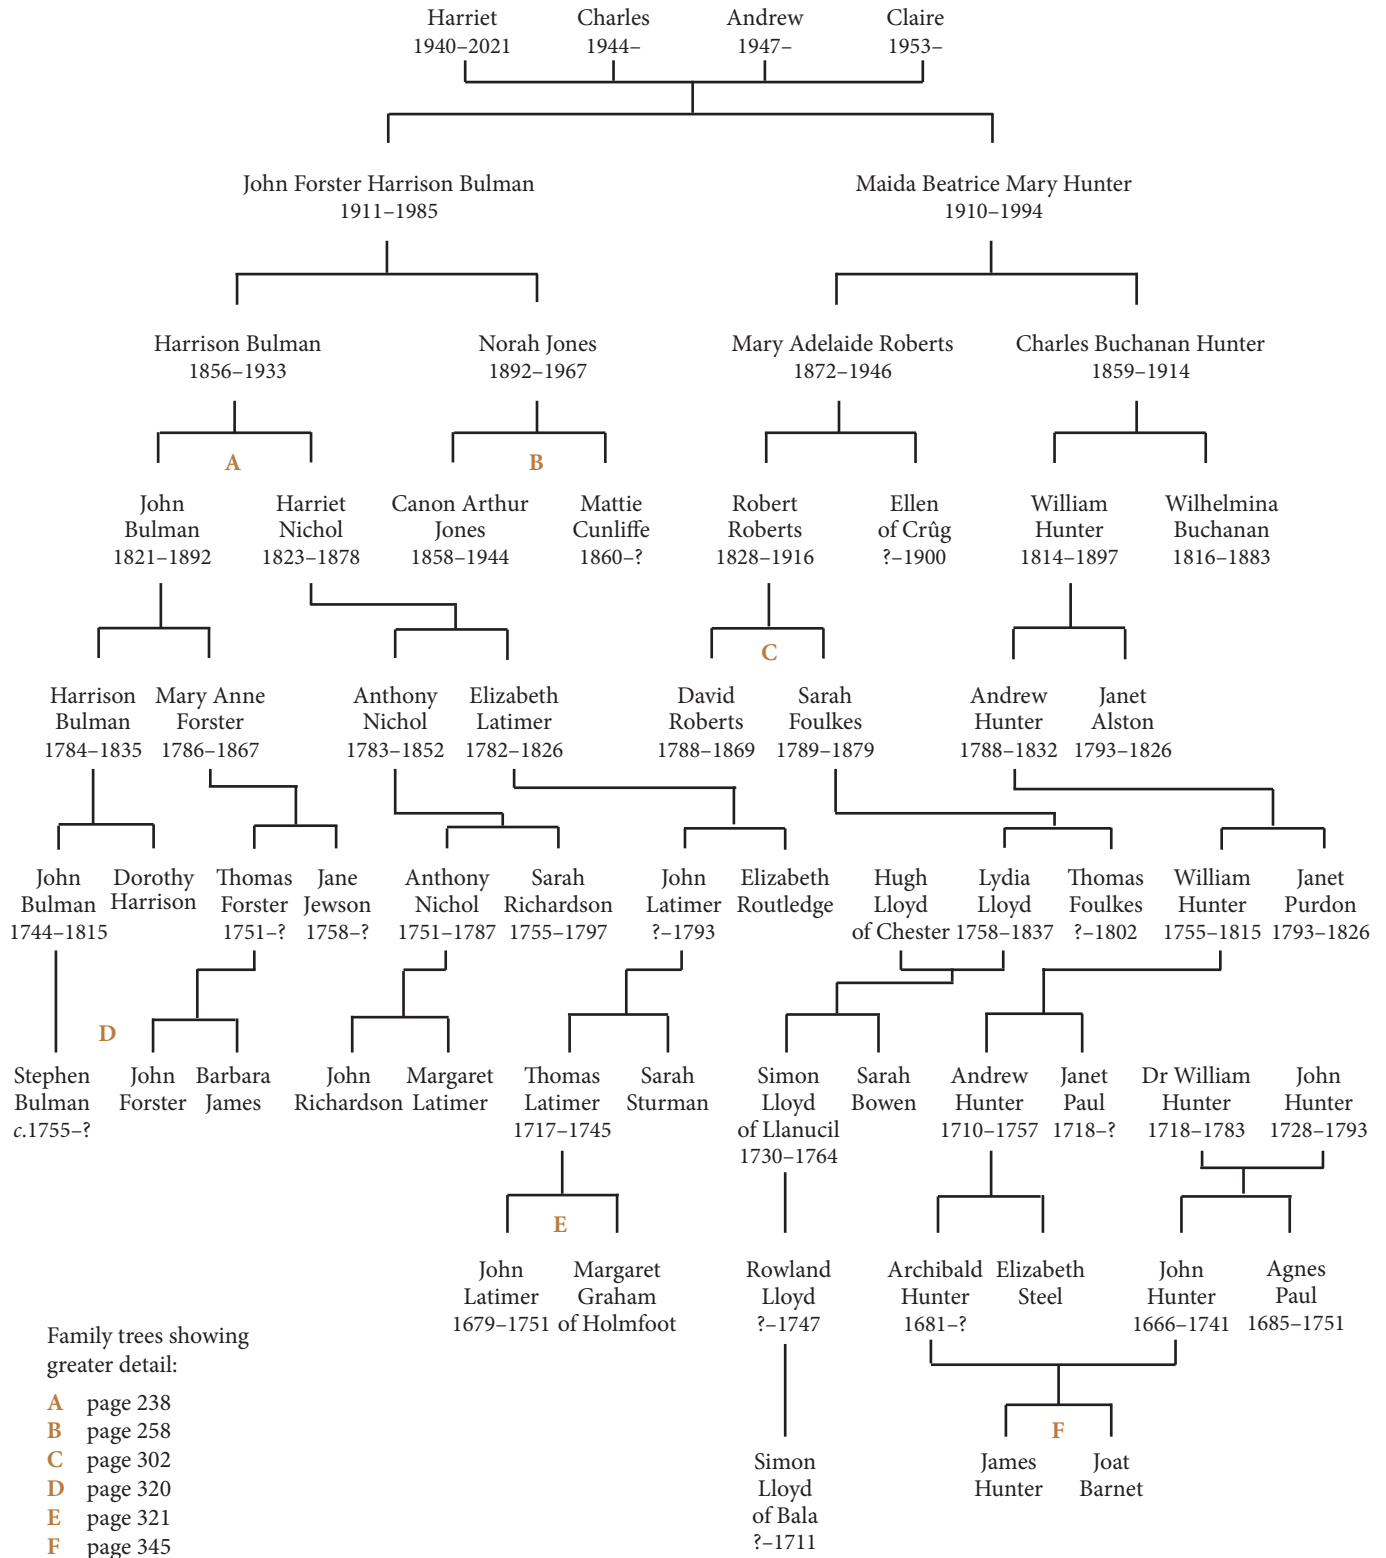 Harriet
1940–2021
Charles
1944–
Andrew
1947–
Claire
1953–
John Forster Harrison Bulman
1911–1985
Maida Beatrice Mary Hunter
1910–1994
Harrison Bulman
1856–1933
Norah Jones
1892–1967
Mary Adelaide Roberts
1872–1946
Charles Buchanan Hunter
1859–1914
A
B
John
Bulman
1821–1892
Harriet
Nichol
1823–1878
Canon Arthur
Jones
1858–1944
Mattie
Cunliffe
1860–?
Robert
Roberts
1828–1916
Ellen
of Crûg
?–1900
William
Hunter
1814–1897
Wilhelmina
Buchanan
1816–1883
C
Harrison
Bulman
1784–1835
Mary Anne
Forster
1786–1867
Anthony
Nichol
1783–1852
Elizabeth
Latimer
1782–1826
David
Roberts
1788–1869
Sarah
Foulkes
1789–1879
Andrew
Hunter
1788–1832
Janet
Alston
1793–1826
John
Bulman
1744–1815
Dorothy
Harrison
Thomas
Forster
1751–?
Jane
Jewson
1758–?
Anthony
Nichol
1751–1787
Sarah
Richardson
1755–1797
John
Latimer
?–1793
Elizabeth
Routledge
Hugh
Lloyd
of Chester
Lydia
Lloyd
1758–1837
Thomas
Foulkes
?–1802
William
Hunter
1755–1815
Janet
Purdon
1793–1826
D
Stephen
Bulman
c.1755–?
John
Forster
Barbara
James
John
Richardson
Margaret
Latimer
Thomas
Latimer
1717–1745
Sarah
Sturman
Simon
Lloyd
of Llanucil
1730–1764
Sarah
Bowen
Andrew
Hunter
1710–1757
Janet
Paul
1718–?
Dr William
Hunter
1718–1783
John
Hunter
1728–1793
E
John
Latimer
1679–1751
Margaret
Graham
of Holmfoot
Rowland
Lloyd
?–1747
Archibald
Hunter
1681–?
Elizabeth
Steel
John
Hunter
1666–1741
Agnes
Paul
1685–1751
F
Simon
Lloyd
of Bala
?–1711
James
Hunter
Joat
Barnet
Family trees showing
greater detail:
A page 238
B page 258
C page 302
D page 320
E page 321
F page 345